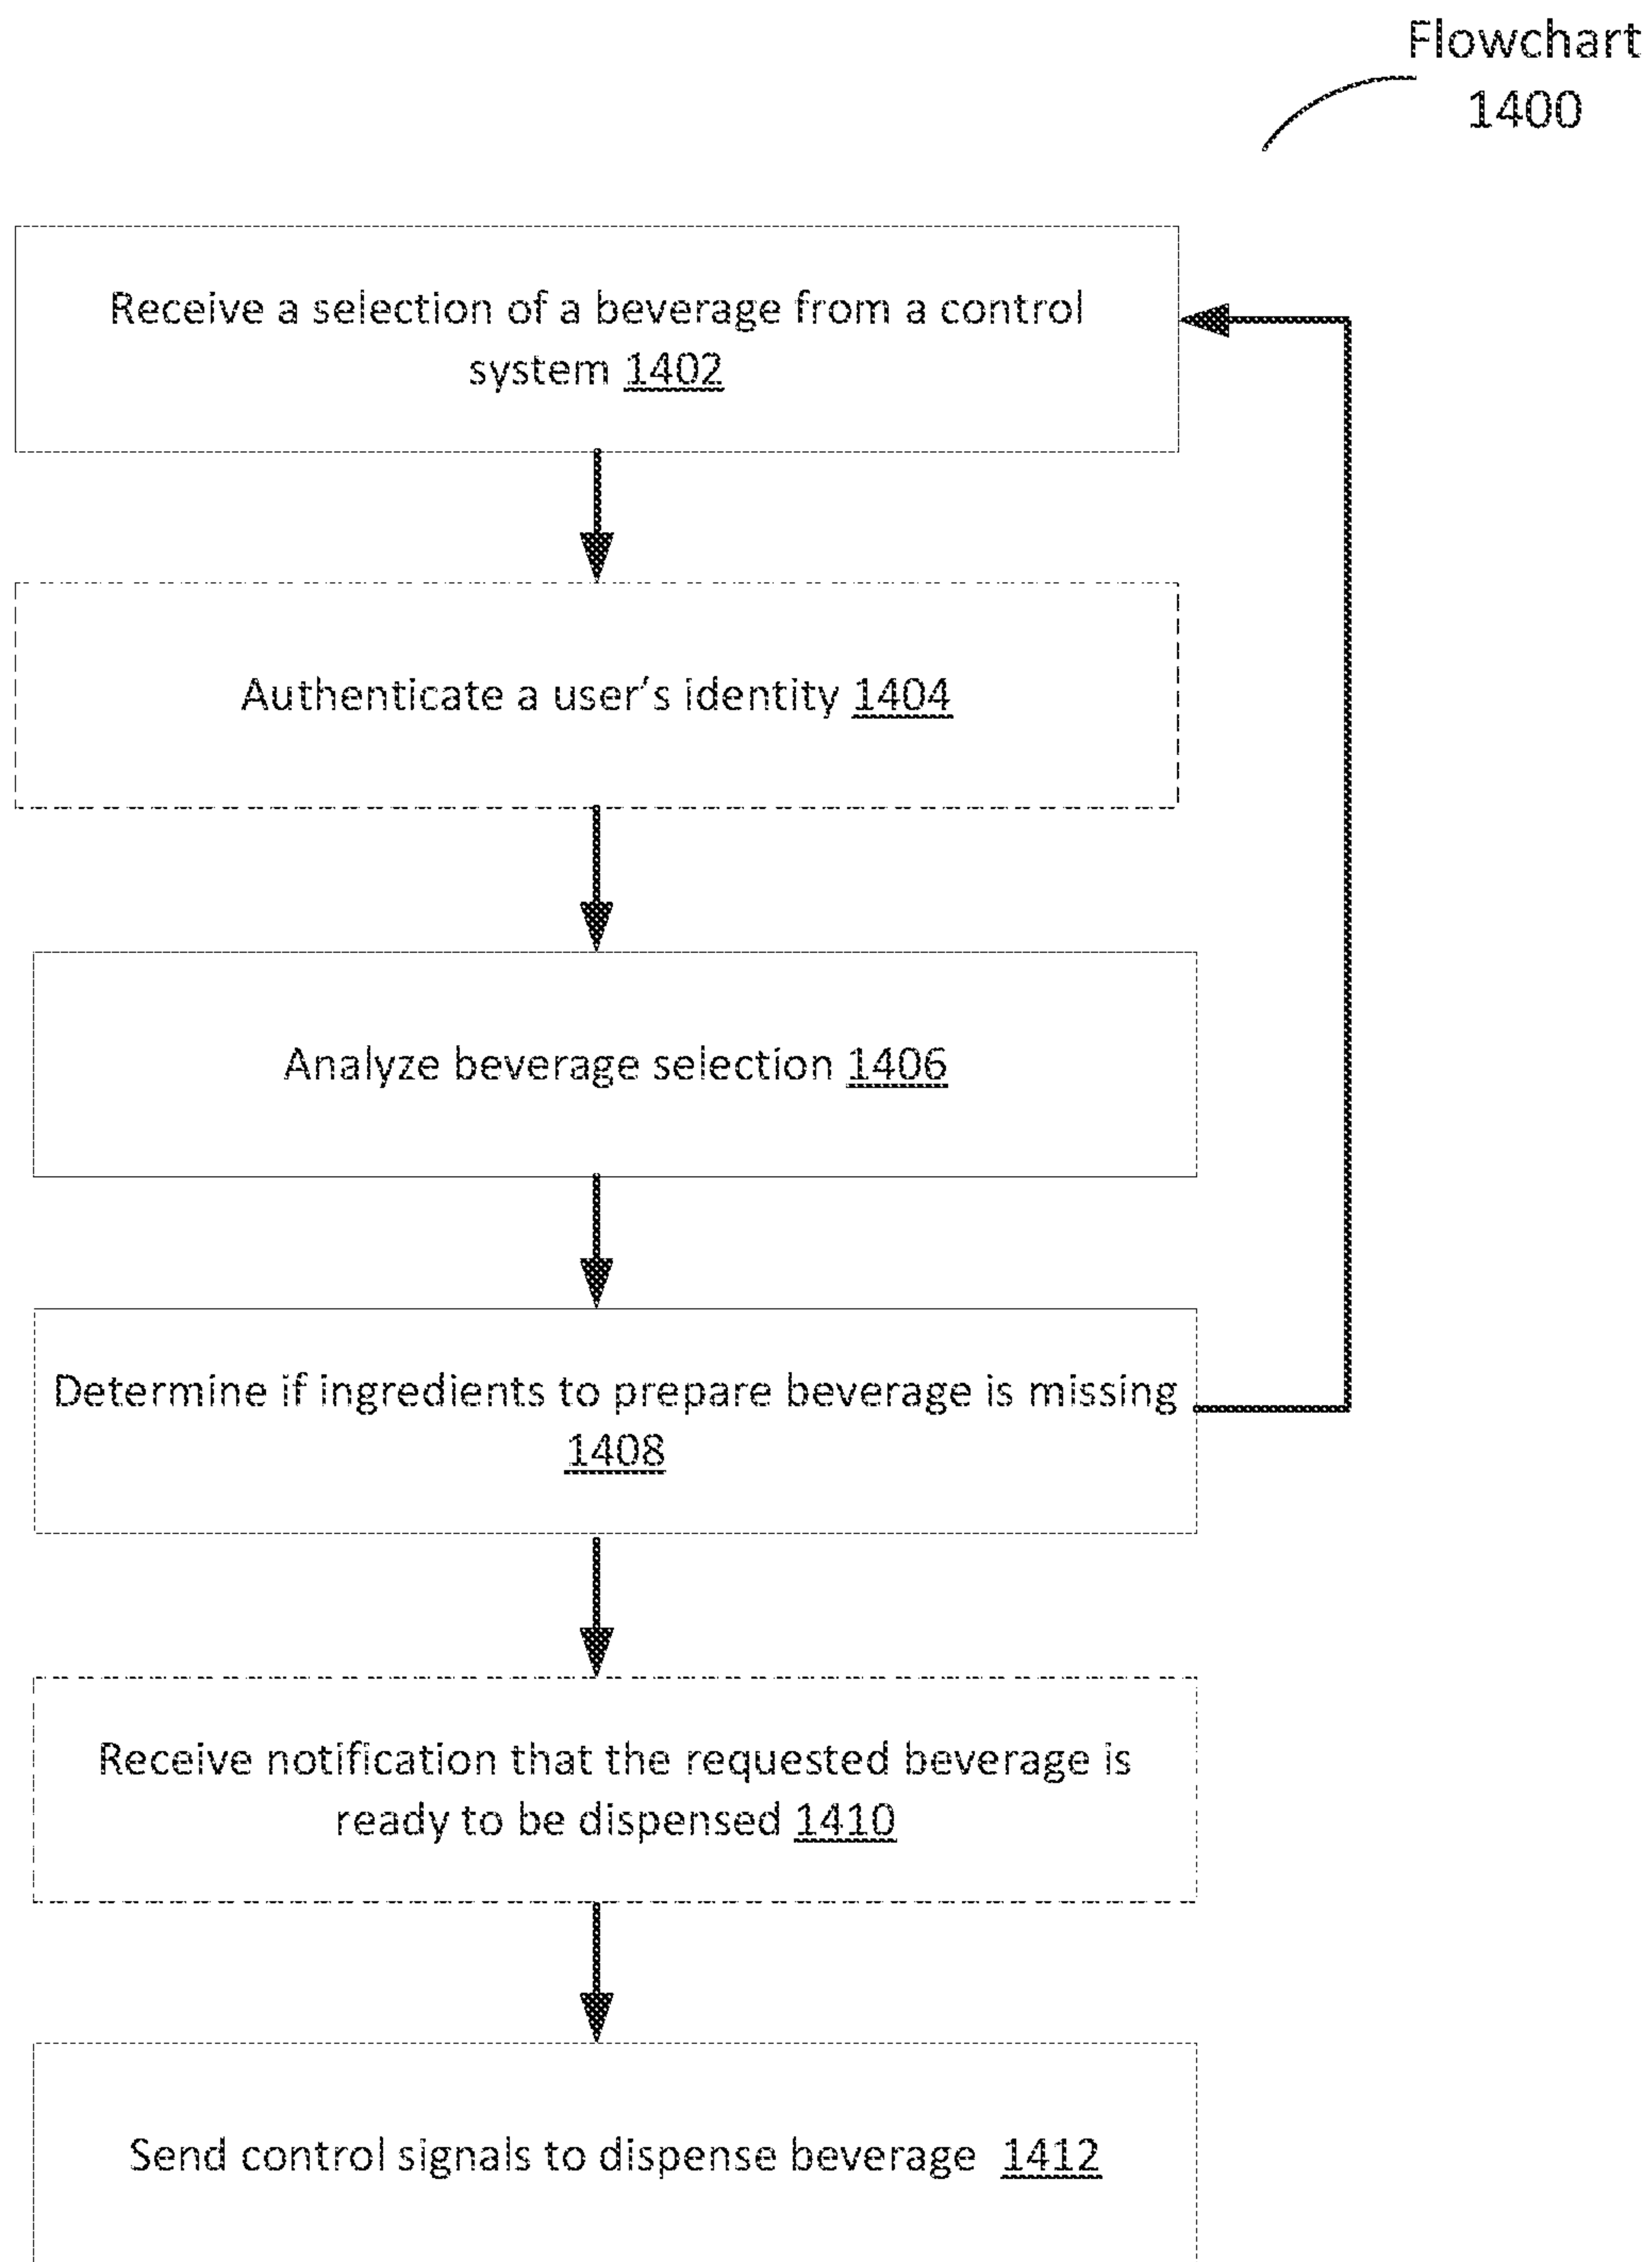 Flowchart
1400
Receive a selection of a beverage from a control
system 1402
Authenticate a user's identity 1404
Analyze beverage selection 1406
Determine if ingredients to prepare beverage is missing
1408
Receive notification that the requested beverage is
ready to be dispensed 1410
Send control signals to dispense beverage 1412